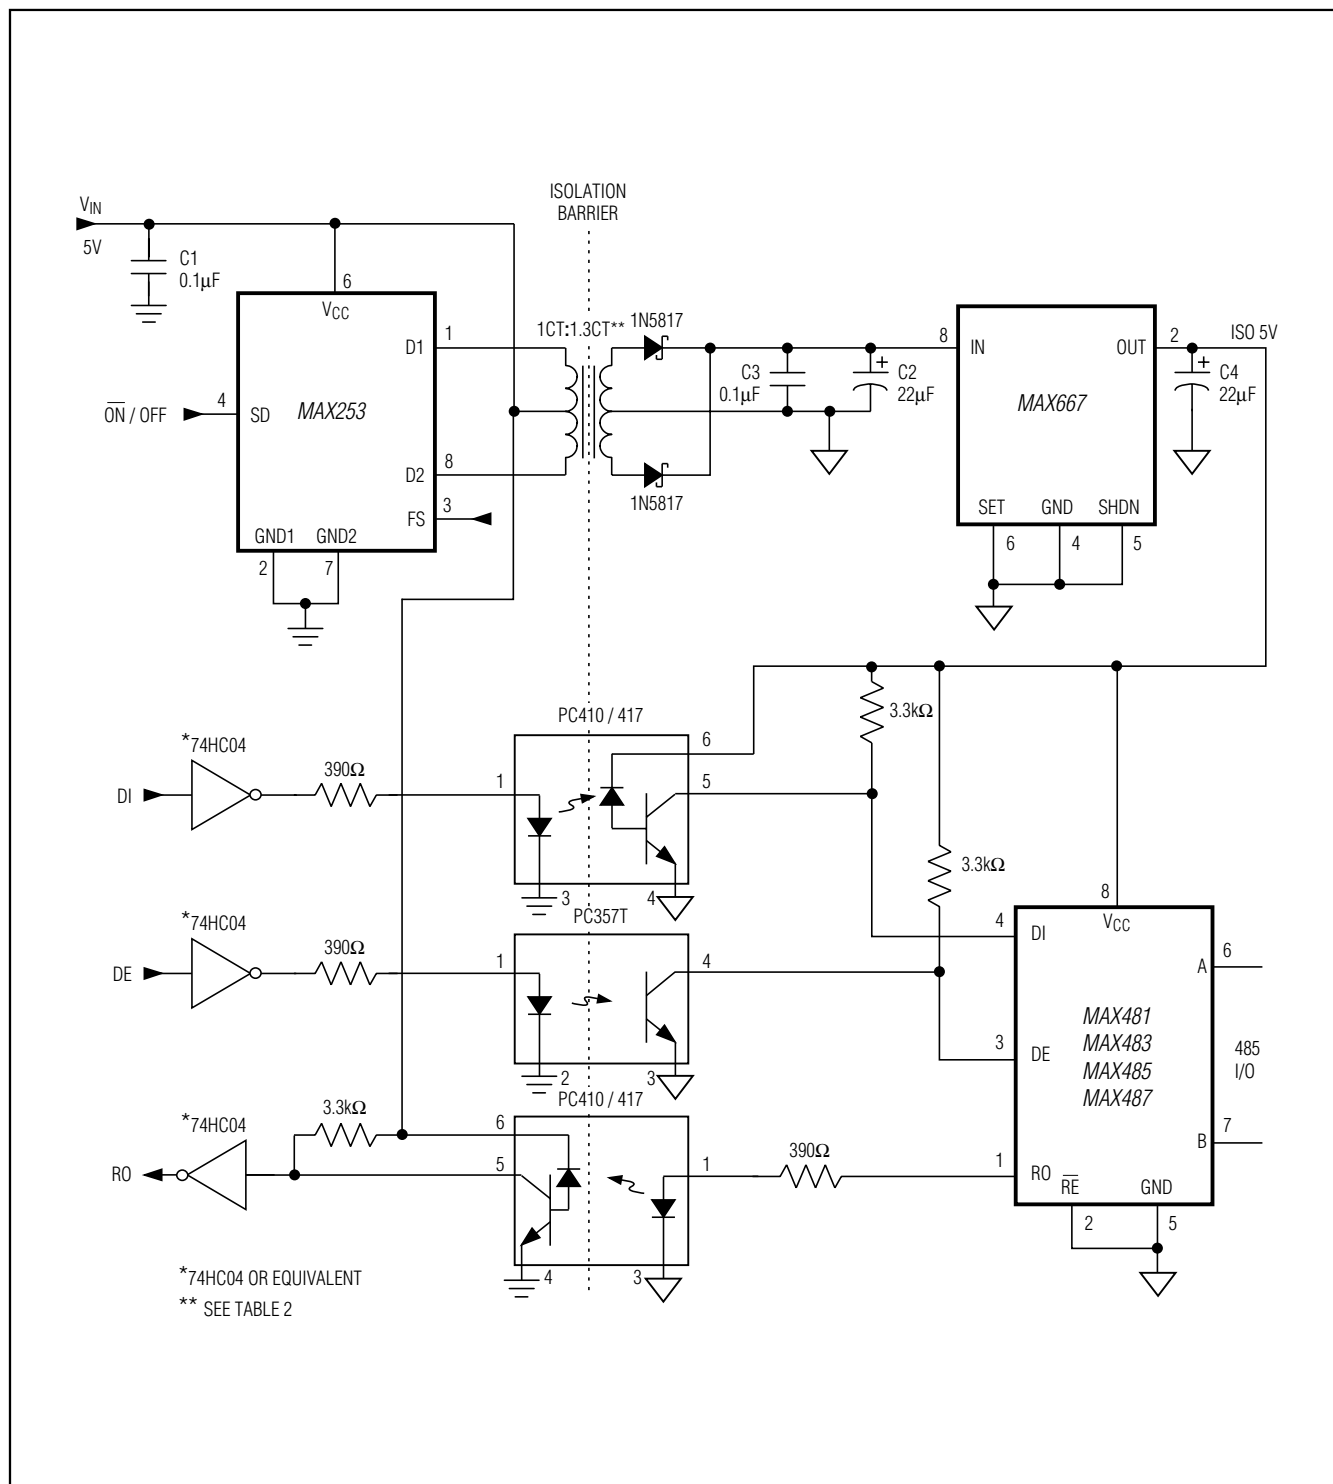 ISOLATION
BARRIER
VIN
5V
C1
0.1µF
6
VCC
D1
1
MAX253
4
ON / OFF
SD
D2
8
FS
3
GND1
GND2
2
7
1CT:1.3CT**
1N5817
1N5817
C3
0.1µF
+
C2
22µF
8
IN
OUT
2
ISO 5V
MAX667
+
C4
22µF
SET
GND
SHDN
6
4
5
3.3kΩ
3.3kΩ
PC410 / 417
*74HC04
DI
390Ω
1
6
5
3
4
PC357T
*74HC04
DE
390Ω
1
4
2
3
PC410 / 417
*74HC04
RO
3.3kΩ
6
5
1
390Ω
4
3
8
VCC
4
DI
A
6
MAX481
MAX483
MAX485
MAX487
3
DE
485
I/O
B
7
1
RO
RE
GND
2
5
*74HC04 OR EQUIVALENT
** SEE TABLE 2